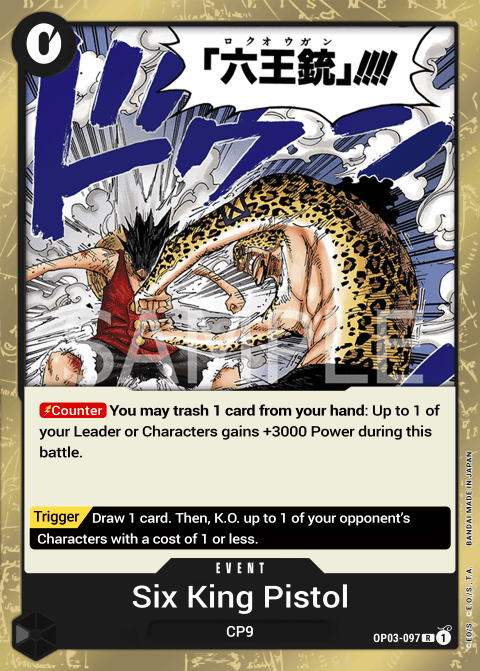 0
ロクオウガン
「六王銃」!!!!
ドウン
SAMPLE
Counter You may trash 1 card from your hand: Up to 1 of
your Leader or Characters gains +3000 Power during this
battle.
Trigger Draw 1 card. Then, K.O. up to 1 of your opponent's
Characters with a cost of 1 or less.
EVENT
Six King Pistol
CP9
OP03-097 R 1
©E.O/S. ©E.O./S.,T.A. BANDAI MADE IN JAPAN